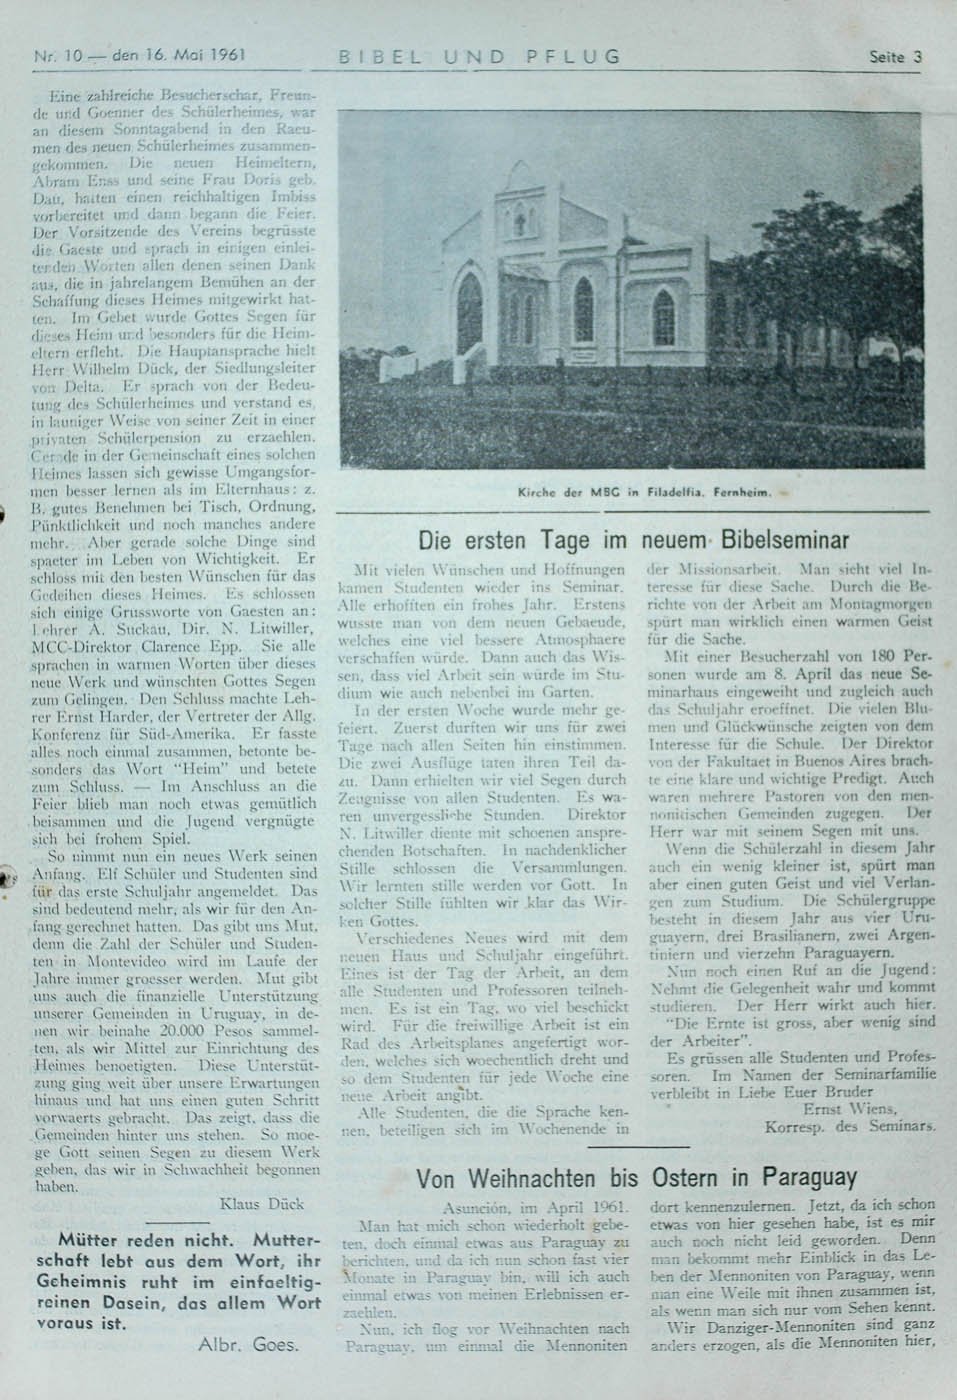 Nr. 10 — den 16. Mai 1961
BIBEL UND PFLUG
Seite 3
Eine zahlreiche Besucherschar, Freun-
de und Goenner des Schülerheimes, war
an diesem Sonntagabend in den Raeu-
men des neuen Schülerheimes zusammen-
gekommen. Die neuen Heimeltern,
Abram Enss und seine Frau Doris geb.
Dau, hatten einen reichhaltigen Imbiss
vorbereitet und dann begann die Feier.
Der Vorsitzende des Vereins begrüsste
die Gaeste und sprach in einigen einlei-
tenden Worten allen denen seinen Dank
aus, die in jahrelangem Bemühen an der
Schaffung dieses Heimes mitgewirkt hat-
ten. Im Gebet wurde Gottes Segen für
dieses Heim und besonders für die Heim-
eltern erfleht. Die Hauptansprache hielt
Herr Wilhelm Dück, der Siedlungsleiter
von Delta. Er sprach von der Bedeu-
tung des Schülerheimes und verstand es,
in launiger Weise von seiner Zeit in einer
privaten Schülerpension zu erzaehlen.
Gerade in der Gemeinschaft eines solchen
Heimes lassen sich gewisse Umgangsfor-
men besser lernen als im Elternhaus: z.
B. gutes Benehmen bei Tisch, Ordnung,
Pünktlichkeit und noch manches andere
mehr. Aber gerade solche Dinge sind
spaeter im Leben von Wichtigkeit. Er
schloss mit den besten Wünschen für das
Gedeihen dieses Heimes. Es schlossen
sich einige Grussworte von Gaesten an:
Lehrer A. Suckau, Dir. N. Litwiller,
MCC-Direktor Clarence Epp. Sie alle
sprachen in warmen Worten über dieses
neue Werk und wünschten Gottes Segen
zum Gelingen. Den Schluss machte Leh-
rer Ernst Harder, der Vertreter der Allg.
Konferenz für Süd-Amerika. Er fasste
alles noch einmal zusammen, betonte be-
sonders das Wort "Heim" und betete
zum Schluss. — Im Anschluss an die
Feier blieb man noch etwas gemütlich
beisammen und die Jugend vergnügte
sich bei frohem Spiel.
So nimmt nun ein neues Werk seinen
Anfang. Elf Schüler und Studenten sind
für das erste Schuljahr angemeldet. Das
sind bedeutend mehr, als wir für den An-
fang gerechnet hatten. Das gibt uns Mut,
denn die Zahl der Schüler und Studen-
ten in Montevideo wird im Laufe der
Jahre immer groesser werden. Mut gibt
uns auch die finanzielle Unterstützung
unserer Gemeinden in Uruguay, in de-
nen wir beinahe 20.000 Pesos sammel-
ten, als wir Mittel zur Einrichtung des
Heimes benoetigten. Diese Unterstüt-
zung ging weit über unsere Erwartungen
hinaus und hat uns einen guten Schritt
vorwaerts gebracht. Das zeigt, dass die
Gemeinden hinter uns stehen. So moe-
ge Gott seinen Segen zu diesem Werk
geben, das wir in Schwachheit begonnen
haben.
Klaus Dück
Mütter reden nicht. Mutter-
schaft lebt aus dem Wort, ihr
Geheimnis ruht im einfaeltig-
reinen Dasein, das allem Wort
voraus ist.
Albr. Goes.
Kirche der MBG in Filadelfia. Fernheim.
Die ersten Tage im neuem Bibelseminar
Mit vielen Wünschen und Hoffnungen
kamen Studenten wieder ins Seminar.
Alle erhofften ein frohes Jahr. Erstens
wusste man von dem neuen Gebaeude,
welches eine viel bessere Atmosphaere
verschaffen würde. Dann auch das Wis-
sen, dass viel Arbeit sein würde im Stu-
dium wie auch nebenbei im Garten.
In der ersten Woche wurde mehr ge-
feiert. Zuerst durften wir uns für zwei
Tage nach allen Seiten hin einstimmen.
Die zwei Ausflüge taten ihren Teil da-
zu. Dann erhielten wir viel Segen durch
Zeugnisse von allen Studenten. Es wa-
ren unvergessliche Stunden. Direktor
N. Litwiller diente mit schoenen anspre-
chenden Botschaften. In nachdenklicher
Stille schlossen die Versammlungen.
Wir lernten stille werden vor Gott. In
solcher Stille fühlten wir klar das Wir-
ken Gottes.
Verschiedenes Neues wird mit dem
neuen Haus und Schuljahr eingeführt.
Eines ist der Tag der Arbeit, an dem
alle Studenten und Professoren teilneh-
men. Es ist ein Tag, wo viel beschickt
wird. Für die freiwillige Arbeit ist ein
Rad des Arbeitsplanes angefertigt wor-
den, welches sich woechentlich dreht und
so dem Studenten für jede Woche eine
neue Arbeit angibt.
Alle Studenten, die die Sprache ken-
nen, beteiligen sich im Wochenende in
der Missionsarbeit. Man sieht viel In-
teresse für diese Sache. Durch die Be-
richte von der Arbeit am Montagmorgen
spürt man wirklich einen warmen Geist
für die Sache.
Mit einer Besucherzahl von 180 Per-
sonen wurde am 8. April das neue Se-
minarhaus eingeweiht und zugleich auch
das Schuljahr eroeffnet. Die vielen Blu-
men und Glückwünsche zeigten von dem
Interesse für die Schule. Der Direktor
von der Fakultaet in Buenos Aires brach-
te eine klare und wichtige Predigt. Auch
waren mehrere Pastoren von den men-
nonitischen Gemeinden zugegen. Der
Herr war mit seinem Segen mit uns.
Wenn die Schülerzahl in diesem Jahr
auch ein wenig kleiner ist, spürt man
aber einen guten Geist und viel Verlan-
gen zum Studium. Die Schülergruppe
besteht in diesem Jahr aus vier Uru-
guayern, drei Brasilianern, zwei Argen-
tiniern und vierzehn Paraguayern.
Nun noch einen Ruf an die Jugend:
Nehmt die Gelegenheit wahr und kommt
studieren. Der Herr wirkt auch hier.
"Die Ernte ist gross, aber wenig sind
der Arbeiter".
Es grüssen alle Studenten und Profes-
soren. Im Namen der Seminarfamilie
verbleibt in Liebe Euer Bruder
Ernst Wiens,
Korresp. des Seminars.
Von Weihnachten bis Ostern in Paraguay
Asunción, im April 1961.
Man hat mich schon wiederholt gebe-
ten, doch einmal etwas aus Paraguay zu
berichten, und da ich nun schon fast vier
Monate in Paraguay bin, will ich auch
einmal etwas von meinen Erlebnissen er-
zaehlen.
Nun, ich flog vor Weihnachten nach
Paraguay, um einmal die Mennoniten
dort kennenzulernen. Jetzt, da ich schon
etwas von hier gesehen habe, ist es mir
auch noch nicht leid geworden. Denn
man bekommt mehr Einblick in das Le-
ben der Mennoniten von Paraguay, wenn
man eine Weile mit ihnen zusammen ist,
als wenn man sich nur vom Sehen kennt.
Wir Danziger-Mennoniten sind ganz
anders erzogen, als die Mennoniten hier,